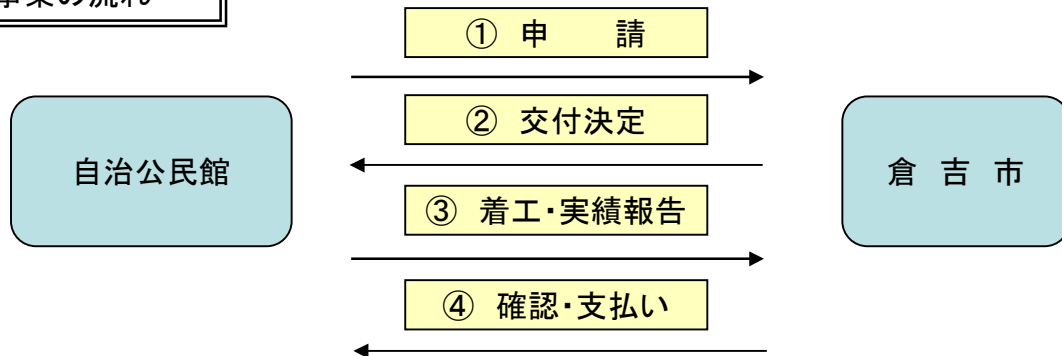 事業の流れ
① 申　　請
② 交付決定
自治公民館
倉 吉 市
③ 着工・実績報告
④ 確認・支払い